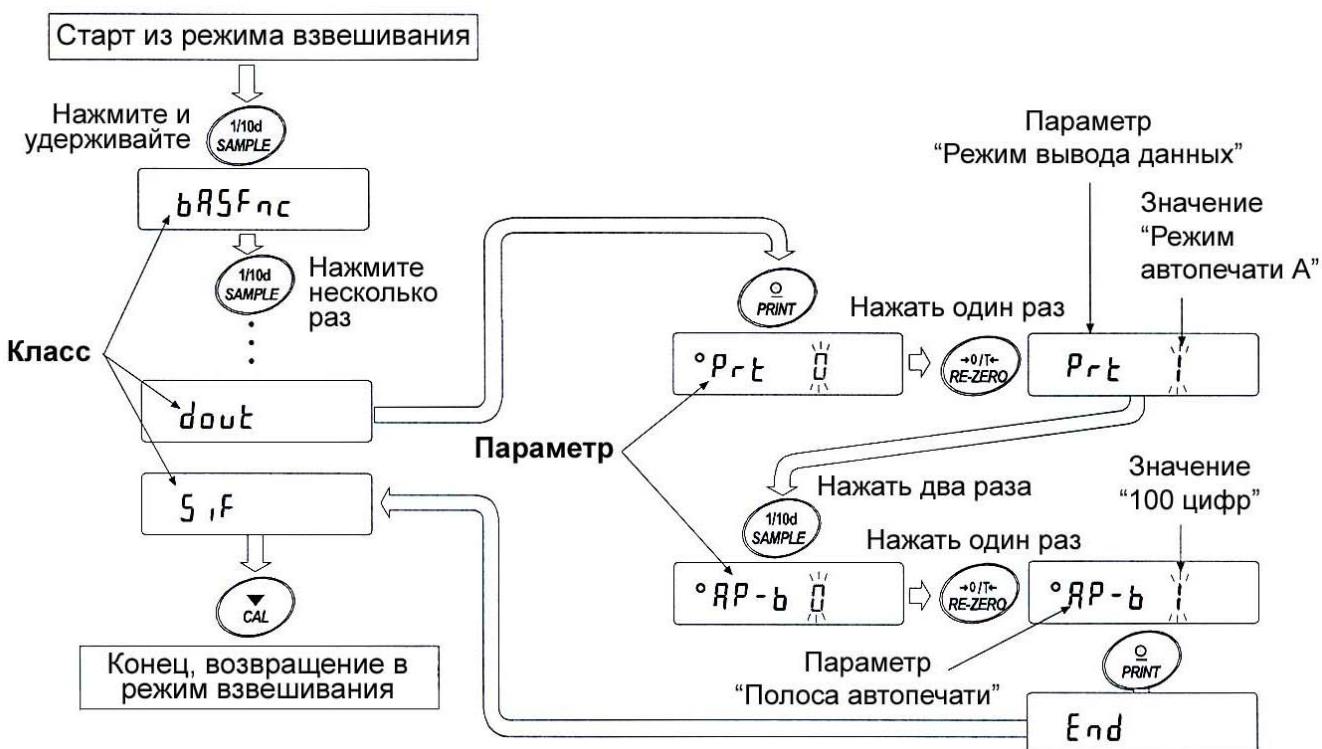 Старт из режима взвешивания
Нажмите и
удерживайте
1/10d
SAMPLE
bASFnc
1/10d
SAMPLE
Нажмите
несколько
раз
Класс
dout
SiF
CAL
Конец, возвращение в
режим взвешивания
PRINT
Нажать один раз
Prt 0
→0/T←
RE-ZERO
Параметр
“Режим вывода данных”
Значение
“Режим
автопечати А”
Prt 1
Параметр
Нажать два раза
1/10d
SAMPLE
Нажать один раз
AP-b 0
→0/T←
RE-ZERO
Значение
“100 цифр”
AP-b 1
Параметр
“Полоса автопечати”
PRINT
End